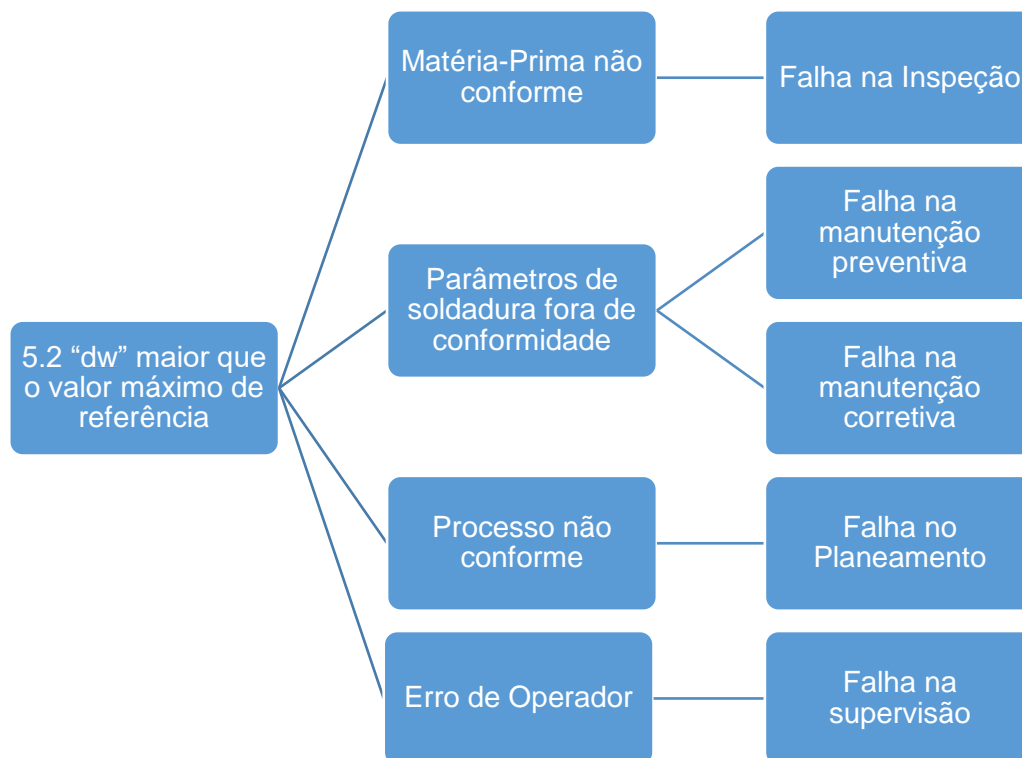 Matéria-Prima não
conforme
Falha na Inspeção
Falha na
manutenção
preventiva
Parâmetros de
soldadura fora de
conformidade
5.2 “dw” maior que
o valor máximo de
referência
Falha na
manutenção
corretiva
Processo não
conforme
Falha no
Planeamento
Erro de Operador
Falha na
supervisão